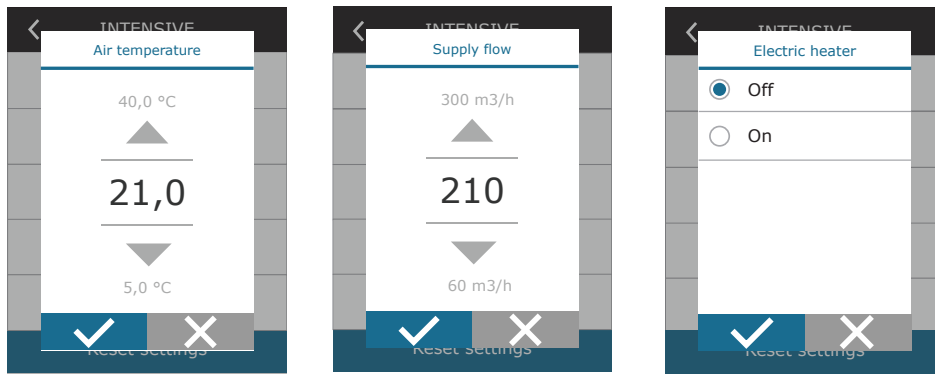 INTENSIVE
Air temperature
40,0 °C
21,0
5,0 °C
Reset settings
INTENSIVE
Supply flow
300 m3/h
210
60 m3/h
Reset settings
INTENSIVE
Electric heater
Off
On
Reset settings